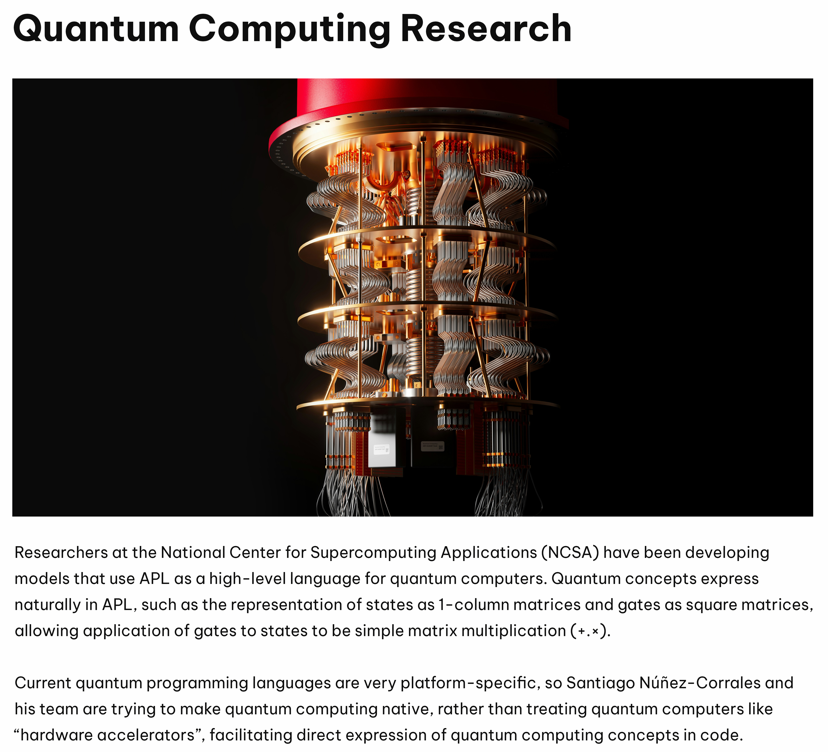 Quantum Computing Research
Researchers at the National Center for Supercomputing Applications (NCSA) have been developing
models that use APL as a high-level language for quantum computers. Quantum concepts express
naturally in APL, such as the representation of states as 1-column matrices and gates as square matrices,
allowing application of gates to states to be simple matrix multiplication (+.×).
Current quantum programming languages are very platform-specific, so Santiago Núñez-Corrales and
his team are trying to make quantum computing native, rather than treating quantum computers like
“hardware accelerators”, facilitating direct expression of quantum computing concepts in code.